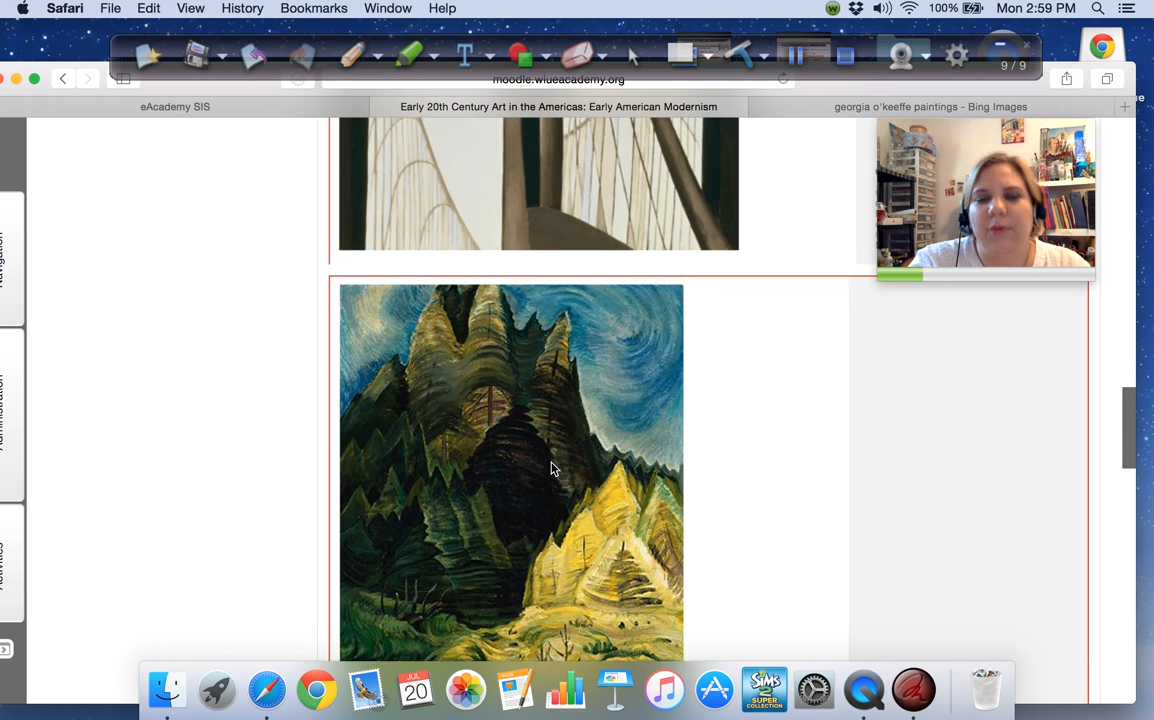 Safari File Edit View History Bookmarks Window Help 100% Mon 2:59 PM
9 / 9
moodle.wiueacademy.org
eAcademy SIS Early 20th Century Art in the Americas: Early American Modernism georgia o'keeffe paintings - Bing Images
Navigation
Administration
Activities
JUL
20
SIMS
2
SUPER
COLLECTION